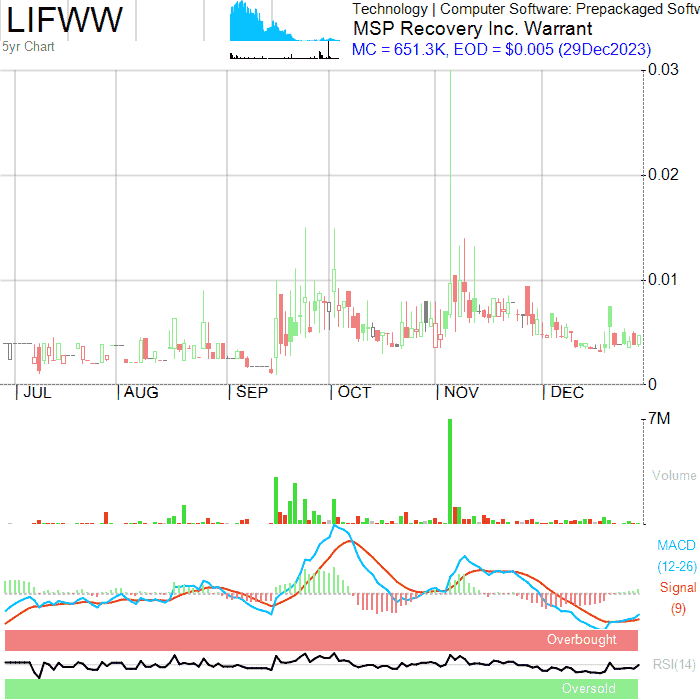 LIFWW
5yr Chart
Technology | Computer Software: Prepackaged Softw
MSP Recovery Inc. Warrant
MC = 651.3K, EOD = $0.005 (29Dec2023)
0.03
0.02
0.01
0
JUL AUG SEP OCT NOV DEC
7M
Volume
MACD
(12-26)
Signal
(9)
Overbought
RSI(14)
Oversold